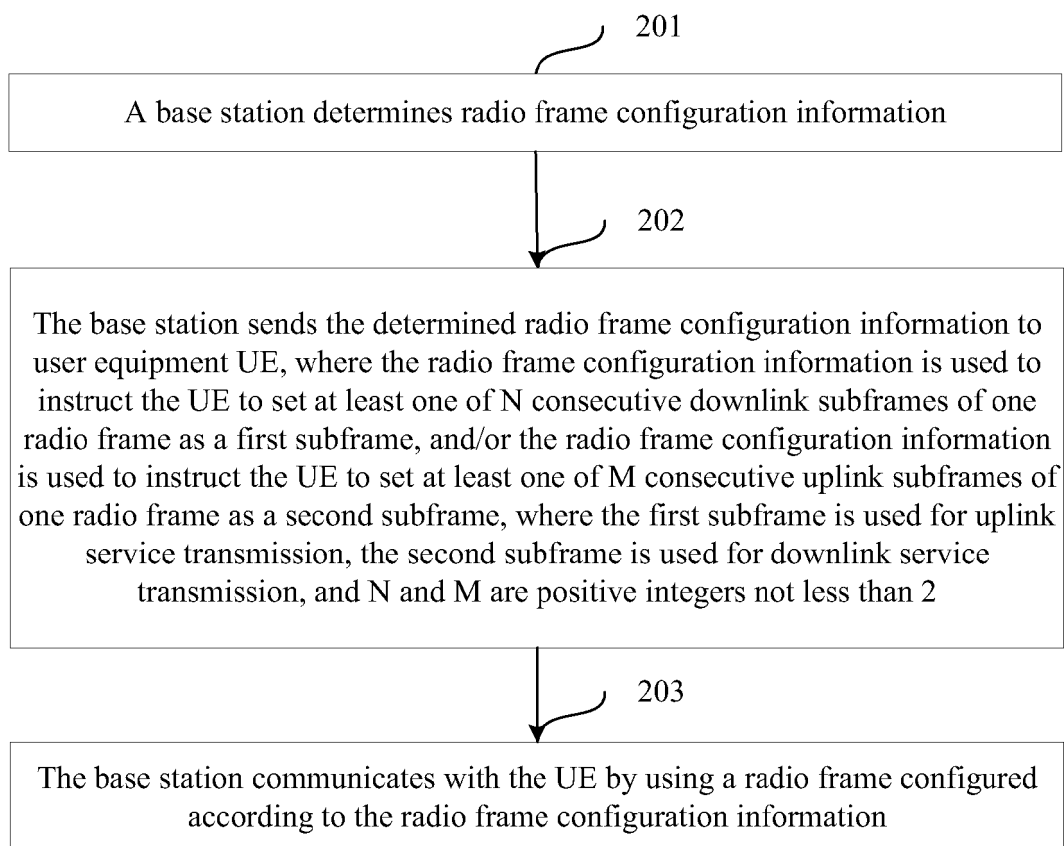 201
A base station determines radio frame configuration information
202
The base station sends the determined radio frame configuration information to
user equipment UE, where the radio frame configuration information is used to
instruct the UE to set at least one of N consecutive downlink subframes of one
radio frame as a first subframe, and/or the radio frame configuration information
is used to instruct the UE to set at least one of M consecutive uplink subframes of
one radio frame as a second subframe, where the first subframe is used for uplink
service transmission, the second subframe is used for downlink service
transmission, and N and M are positive integers not less than 2
203
The base station communicates with the UE by using a radio frame configured
according to the radio frame configuration information